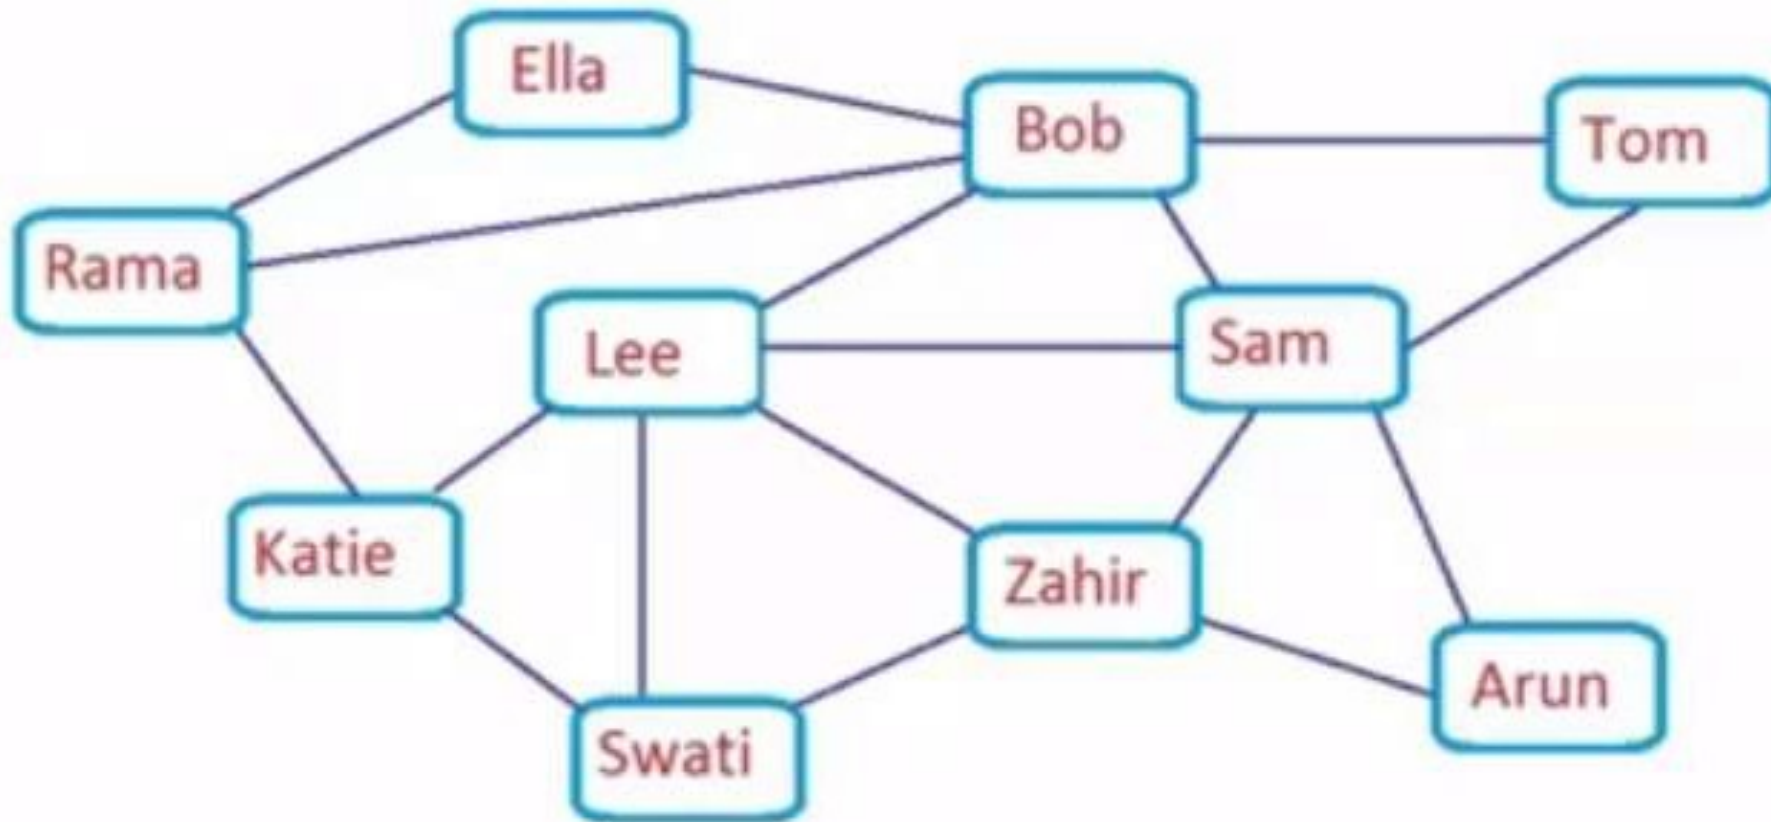 Ella
Bob
Tom
Rama
Lee
Sam
Katie
Zahir
Arun
Swati